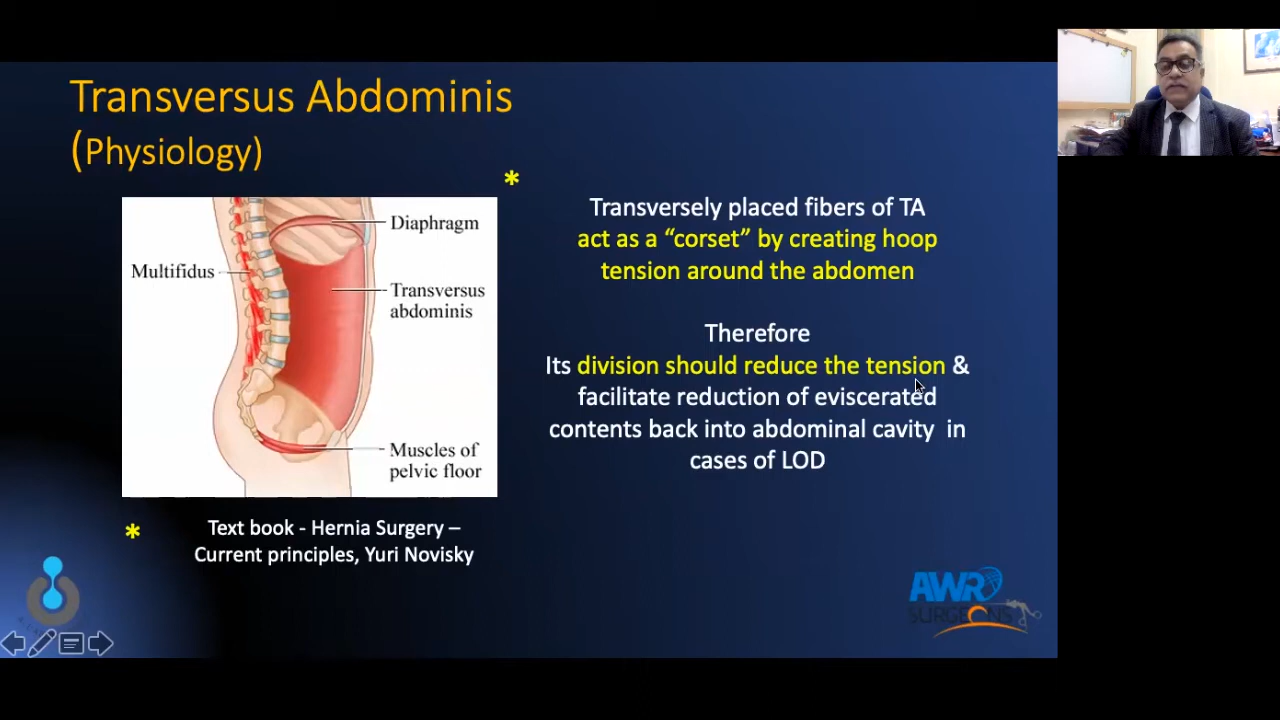 Transversus Abdominis
(Physiology)
*
Diaphragm
Multifidus
Transversus
abdominis
Muscles of
pelvic floor
* Text book - Hernia Surgery –
Current principles, Yuri Novisky
Transversely placed fibers of TA
act as a “corset” by creating hoop
tension around the abdomen
Therefore
Its division should reduce the tension &
facilitate reduction of eviscerated
contents back into abdominal cavity in
cases of LOD
AWR
SURGEONS